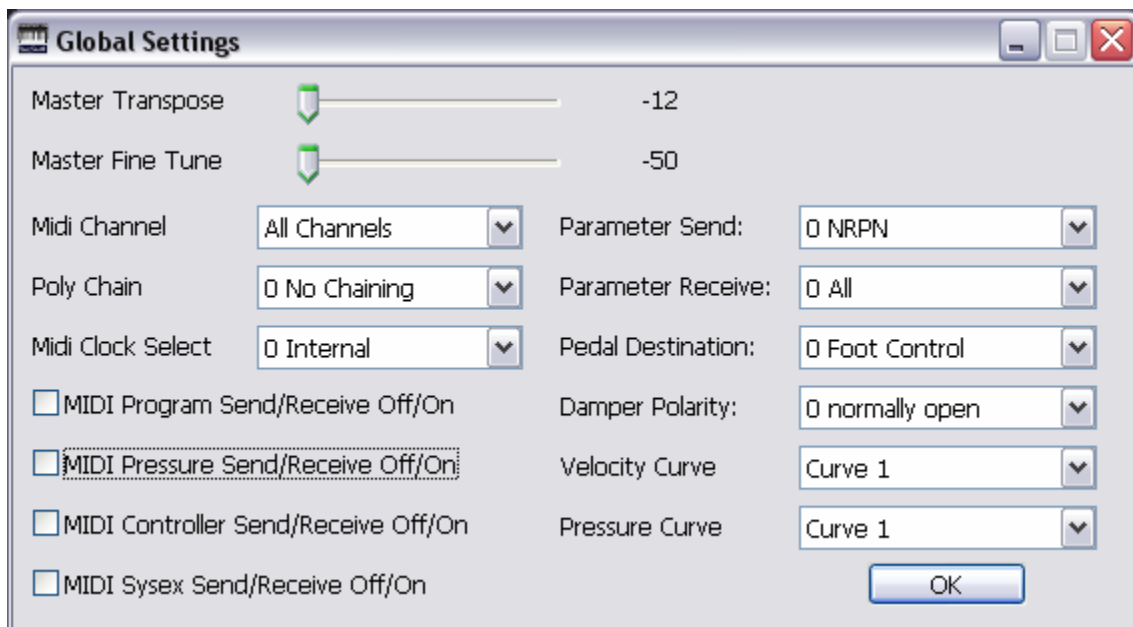 Global Settings
Master Transpose -12
Master Fine Tune -50
Midi Channel All Channels Parameter Send: 0 NRPN
Poly Chain 0 No Chaining Parameter Receive: 0 All
Midi Clock Select 0 Internal Pedal Destination: 0 Foot Control
MIDI Program Send/Receive Off/On Damper Polarity: 0 normally open
MIDI Pressure Send/Receive Off/On Velocity Curve Curve 1
MIDI Controller Send/Receive Off/On Pressure Curve Curve 1
MIDI Sysex Send/Receive Off/On OK